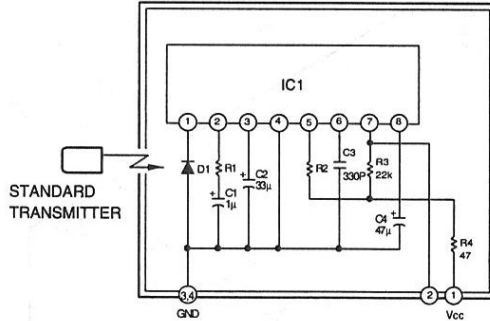 IC1
1 2 3 4 5 6 7 8
D1
R1
C1
1μ
C2
33μ
R2
C3
330P
R3
22k
C4
47μ
R4
47
STANDARD
TRANSMITTER
3,4
GND
2
1
Vcc